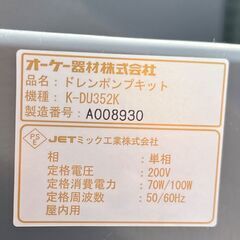 オーケー器材株式会社
品名：ドレンポンプキット
機種：K-DU352K
製造番号：A008930
PSE JETミック工業株式会社
相：単相
定格電圧：200V
定格消費電力：70W/100W
定格周波数：50/60Hz
屋内用